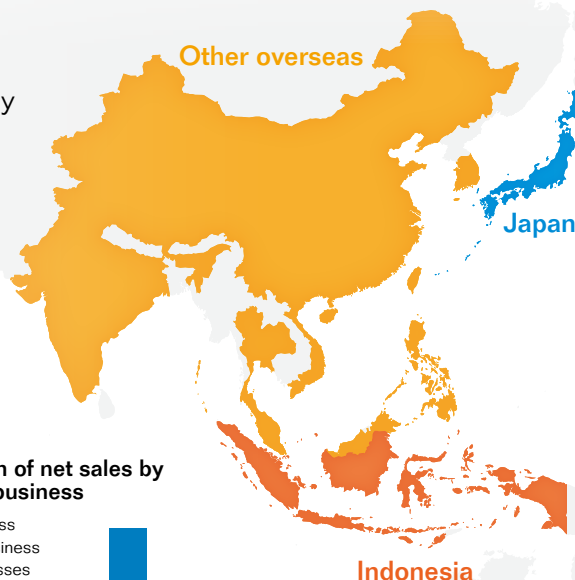 Other overseas
y
Japan
n of net sales by
business
ss
iness
sses
Indonesia